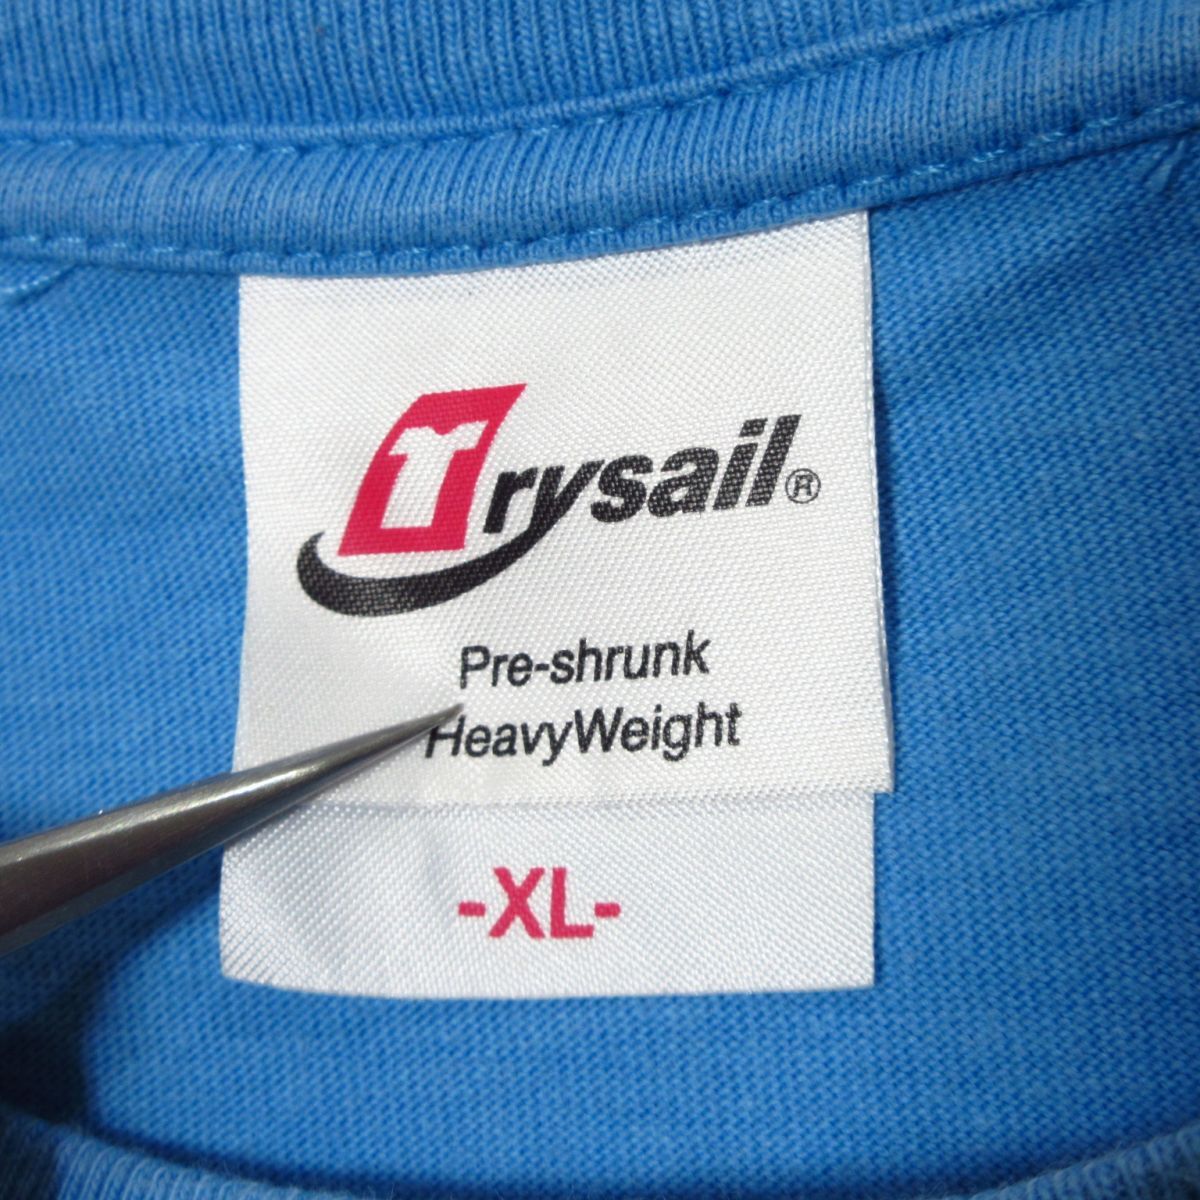 Trysail®
Pre-shrunk
HeavyWeight
-XL-